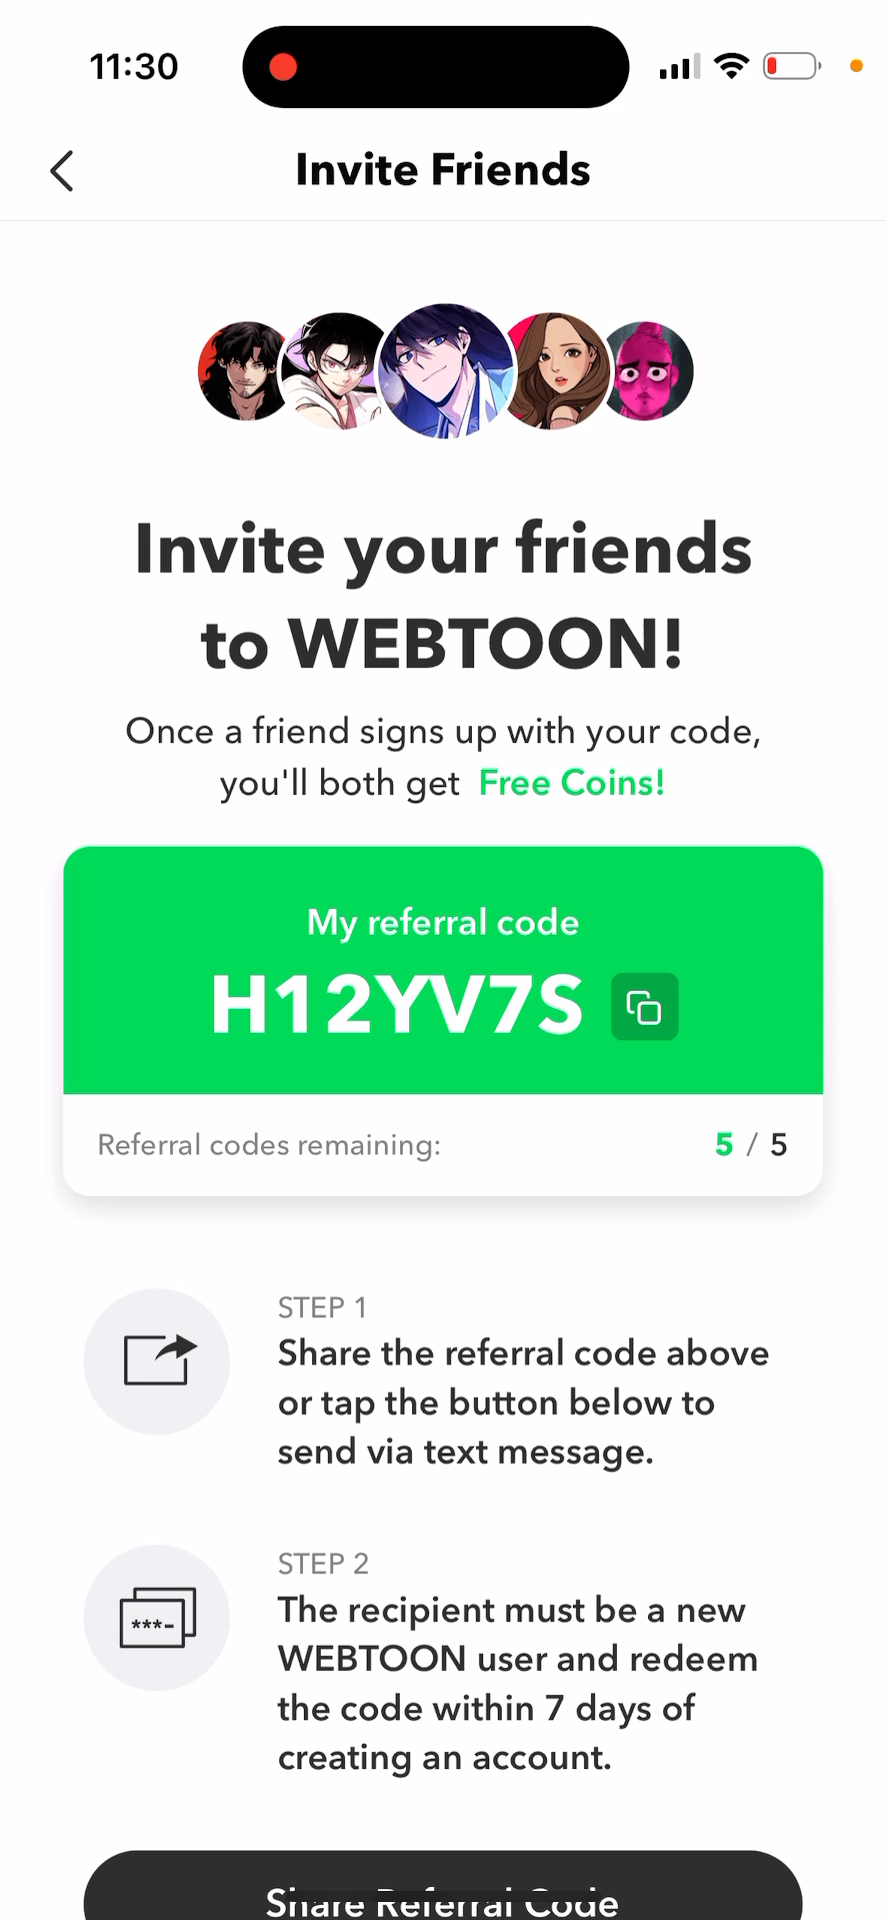 11:30
Invite Friends
Invite your friends
to WEBTOON!
Once a friend signs up with your code,
you'll both get Free Coins!
My referral code
H12YV7S
Referral codes remaining:
5 / 5
STEP 1
Share the referral code above
or tap the button below to
send via text message.
***-
STEP 2
The recipient must be a new
WEBTOON user and redeem
the code within 7 days of
creating an account.
Share Referral Code